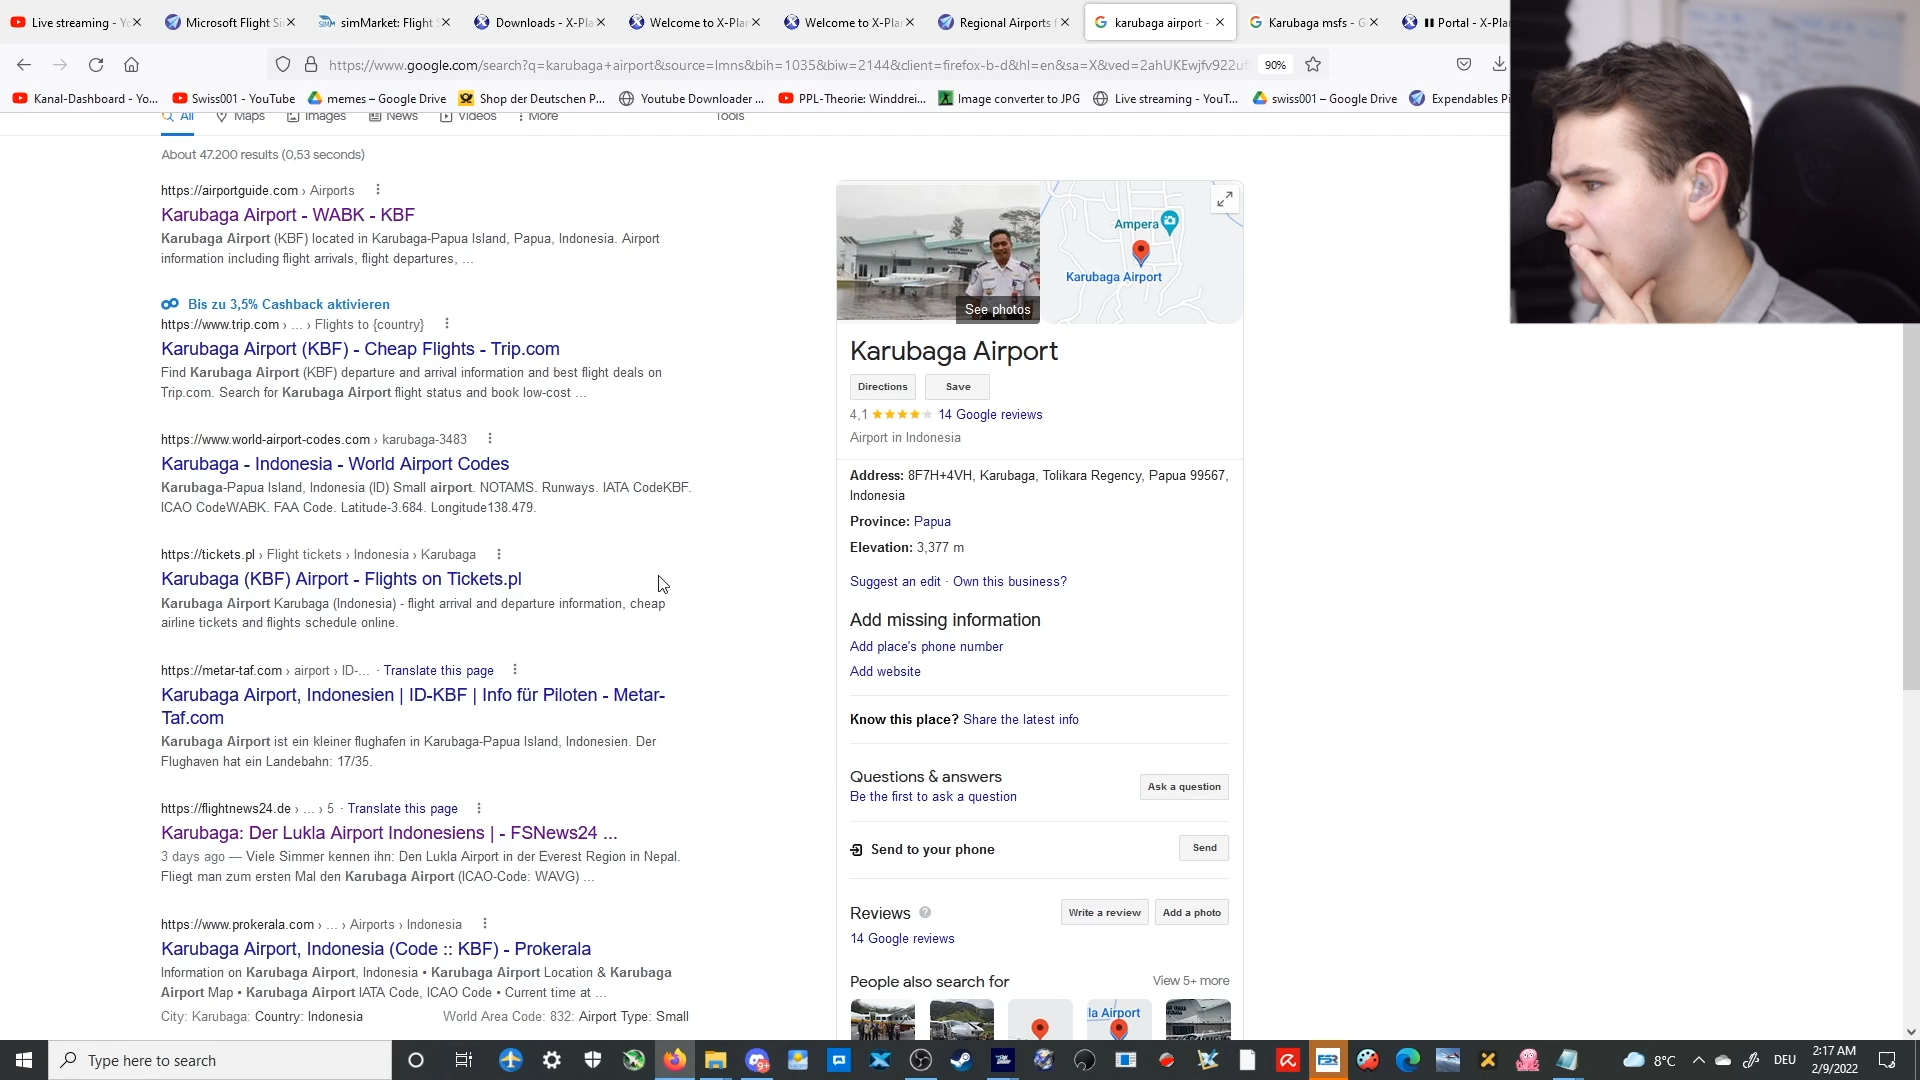 Live streaming - Yo
Microsoft Flight Si
simMarket: Flight S
Downloads - X-Pla
Welcome to X-Plan
Welcome to X-Plan
Regional Airports f
karubaga airport -
Karubaga msfs - G
Portal - X-Plan
https://www.google.com/search?q=karubaga+airport&source=lmns&bih=1035&biw=2144&client=firefox-b-d&hl=en&sa=X&ved=2ahUKEwjfv922uf
90%
Kanal-Dashboard - Yo...
Swiss001 - YouTube
memes – Google Drive
Shop der Deutschen P...
Youtube Downloader ...
PPL-Theorie: Winddrei...
Image converter to JPG
Live streaming - YouT...
swiss001 – Google Drive
Expendables Pi
All
Maps
Images
News
Videos
More
Tools
About 47.200 results (0,53 seconds)
https://airportguide.com › Airports
Karubaga Airport - WABK - KBF
Karubaga Airport (KBF) located in Karubaga-Papua Island, Papua, Indonesia. Airport
information including flight arrivals, flight departures, ...
Bis zu 3,5% Cashback aktivieren
https://www.trip.com › ... › Flights to {country}
Karubaga Airport (KBF) - Cheap Flights - Trip.com
Find Karubaga Airport (KBF) departure and arrival information and best flight deals on
Trip.com. Search for Karubaga Airport flight status and book low-cost ...
https://www.world-airport-codes.com › karubaga-3483
Karubaga - Indonesia - World Airport Codes
Karubaga-Papua Island, Indonesia (ID) Small airport. NOTAMS. Runways. IATA CodeKBF.
ICAO CodeWABK. FAA Code. Latitude-3.684. Longitude138.479.
https://tickets.pl › Flight tickets › Indonesia › Karubaga
Karubaga (KBF) Airport - Flights on Tickets.pl
Karubaga Airport Karubaga (Indonesia) - flight arrival and departure information, cheap
airline tickets and flights schedule online.
https://metar-taf.com › airport › ID-... · Translate this page
Karubaga Airport, Indonesien | ID-KBF | Info für Piloten - Metar-
Taf.com
Karubaga Airport ist ein kleiner flughafen in Karubaga-Papua Island, Indonesien. Der
Flughaven hat ein Landebahn: 17/35.
https://flightnews24.de › ... › 5 · Translate this page
Karubaga: Der Lukla Airport Indonesiens | - FSNews24 ...
3 days ago — Viele Simmer kennen ihn: Den Lukla Airport in der Everest Region in Nepal.
Fliegt man zum ersten Mal den Karubaga Airport (ICAO-Code: WAVG) ...
https://www.prokerala.com › ... › Airports › Indonesia
Karubaga Airport, Indonesia (Code :: KBF) - Prokerala
Information on Karubaga Airport, Indonesia • Karubaga Airport Location & Karubaga
Airport Map • Karubaga Airport IATA Code, ICAO Code • Current time at ...
City: Karubaga: Country: Indonesia
World Area Code: 832: Airport Type: Small
See photos
Ampera
Karubaga Airport
Karubaga Airport
Directions
Save
4,1
14 Google reviews
Airport in Indonesia
Address: 8F7H+4VH, Karubaga, Tolikara Regency, Papua 99567,
Indonesia
Province: Papua
Elevation: 3,377 m
Suggest an edit · Own this business?
Add missing information
Add place's phone number
Add website
Know this place? Share the latest info
Questions & answers
Be the first to ask a question
Ask a question
Send to your phone
Send
Reviews
Write a review
Add a photo
14 Google reviews
People also search for
View 5+ more
la Airport
Type here to search
9+
FSR
8°C
DEU
2:17 AM
2/9/2022